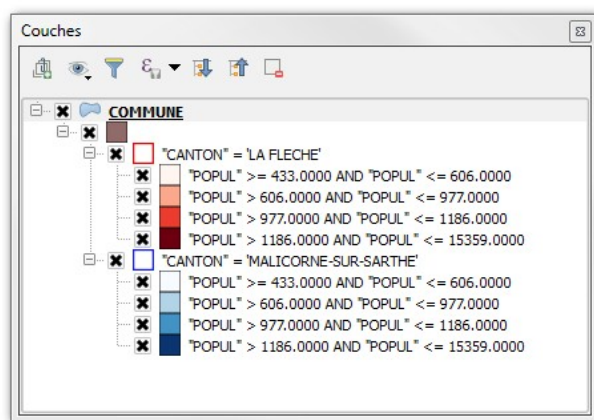 Couches
COMMUNE
"CANTON" = 'LA FLECHE'
"POPUL" >= 433.0000 AND "POPUL" <= 606.0000
"POPUL" > 606.0000 AND "POPUL" <= 977.0000
"POPUL" > 977.0000 AND "POPUL" <= 1186.0000
"POPUL" > 1186.0000 AND "POPUL" <= 15359.0000
"CANTON" = 'MALICORNE-SUR-SARTHE'
"POPUL" >= 433.0000 AND "POPUL" <= 606.0000
"POPUL" > 606.0000 AND "POPUL" <= 977.0000
"POPUL" > 977.0000 AND "POPUL" <= 1186.0000
"POPUL" > 1186.0000 AND "POPUL" <= 15359.0000